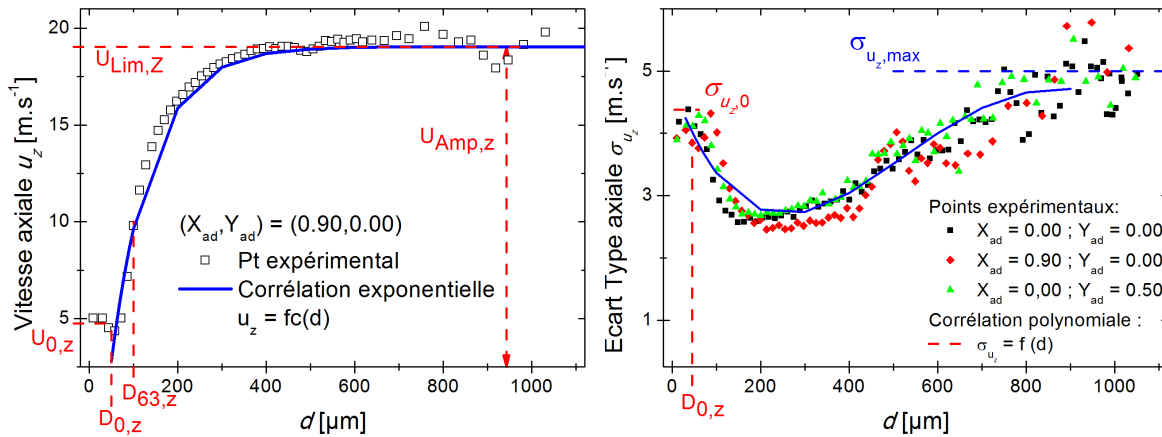 Vitesse axiale u_z [m.s⁻¹]
20
15
10
5
U_Lim,Z
U_Amp,z
(X_ad,Y_ad) = (0.90,0.00)
Pt expérimental
Corrélation exponentielle
u_z = fc(d)
U_0,z
D_63,z
D_0,z
0
200
400
600
800
1000
d [µm]
Ecart Type axiale σ_u_z [m.s⁻¹]
5
3
1
σ_u_z,max
σ_u_z,0
Points expérimentaux:
X_ad = 0.00 ; Y_ad = 0.00
X_ad = 0.90 ; Y_ad = 0.00
X_ad = 0,00 ; Y_ad = 0.50
Corrélation polynomiale :
σ_u_z = f (d)
D_0,z
0
200
400
600
800
1000
d [µm]